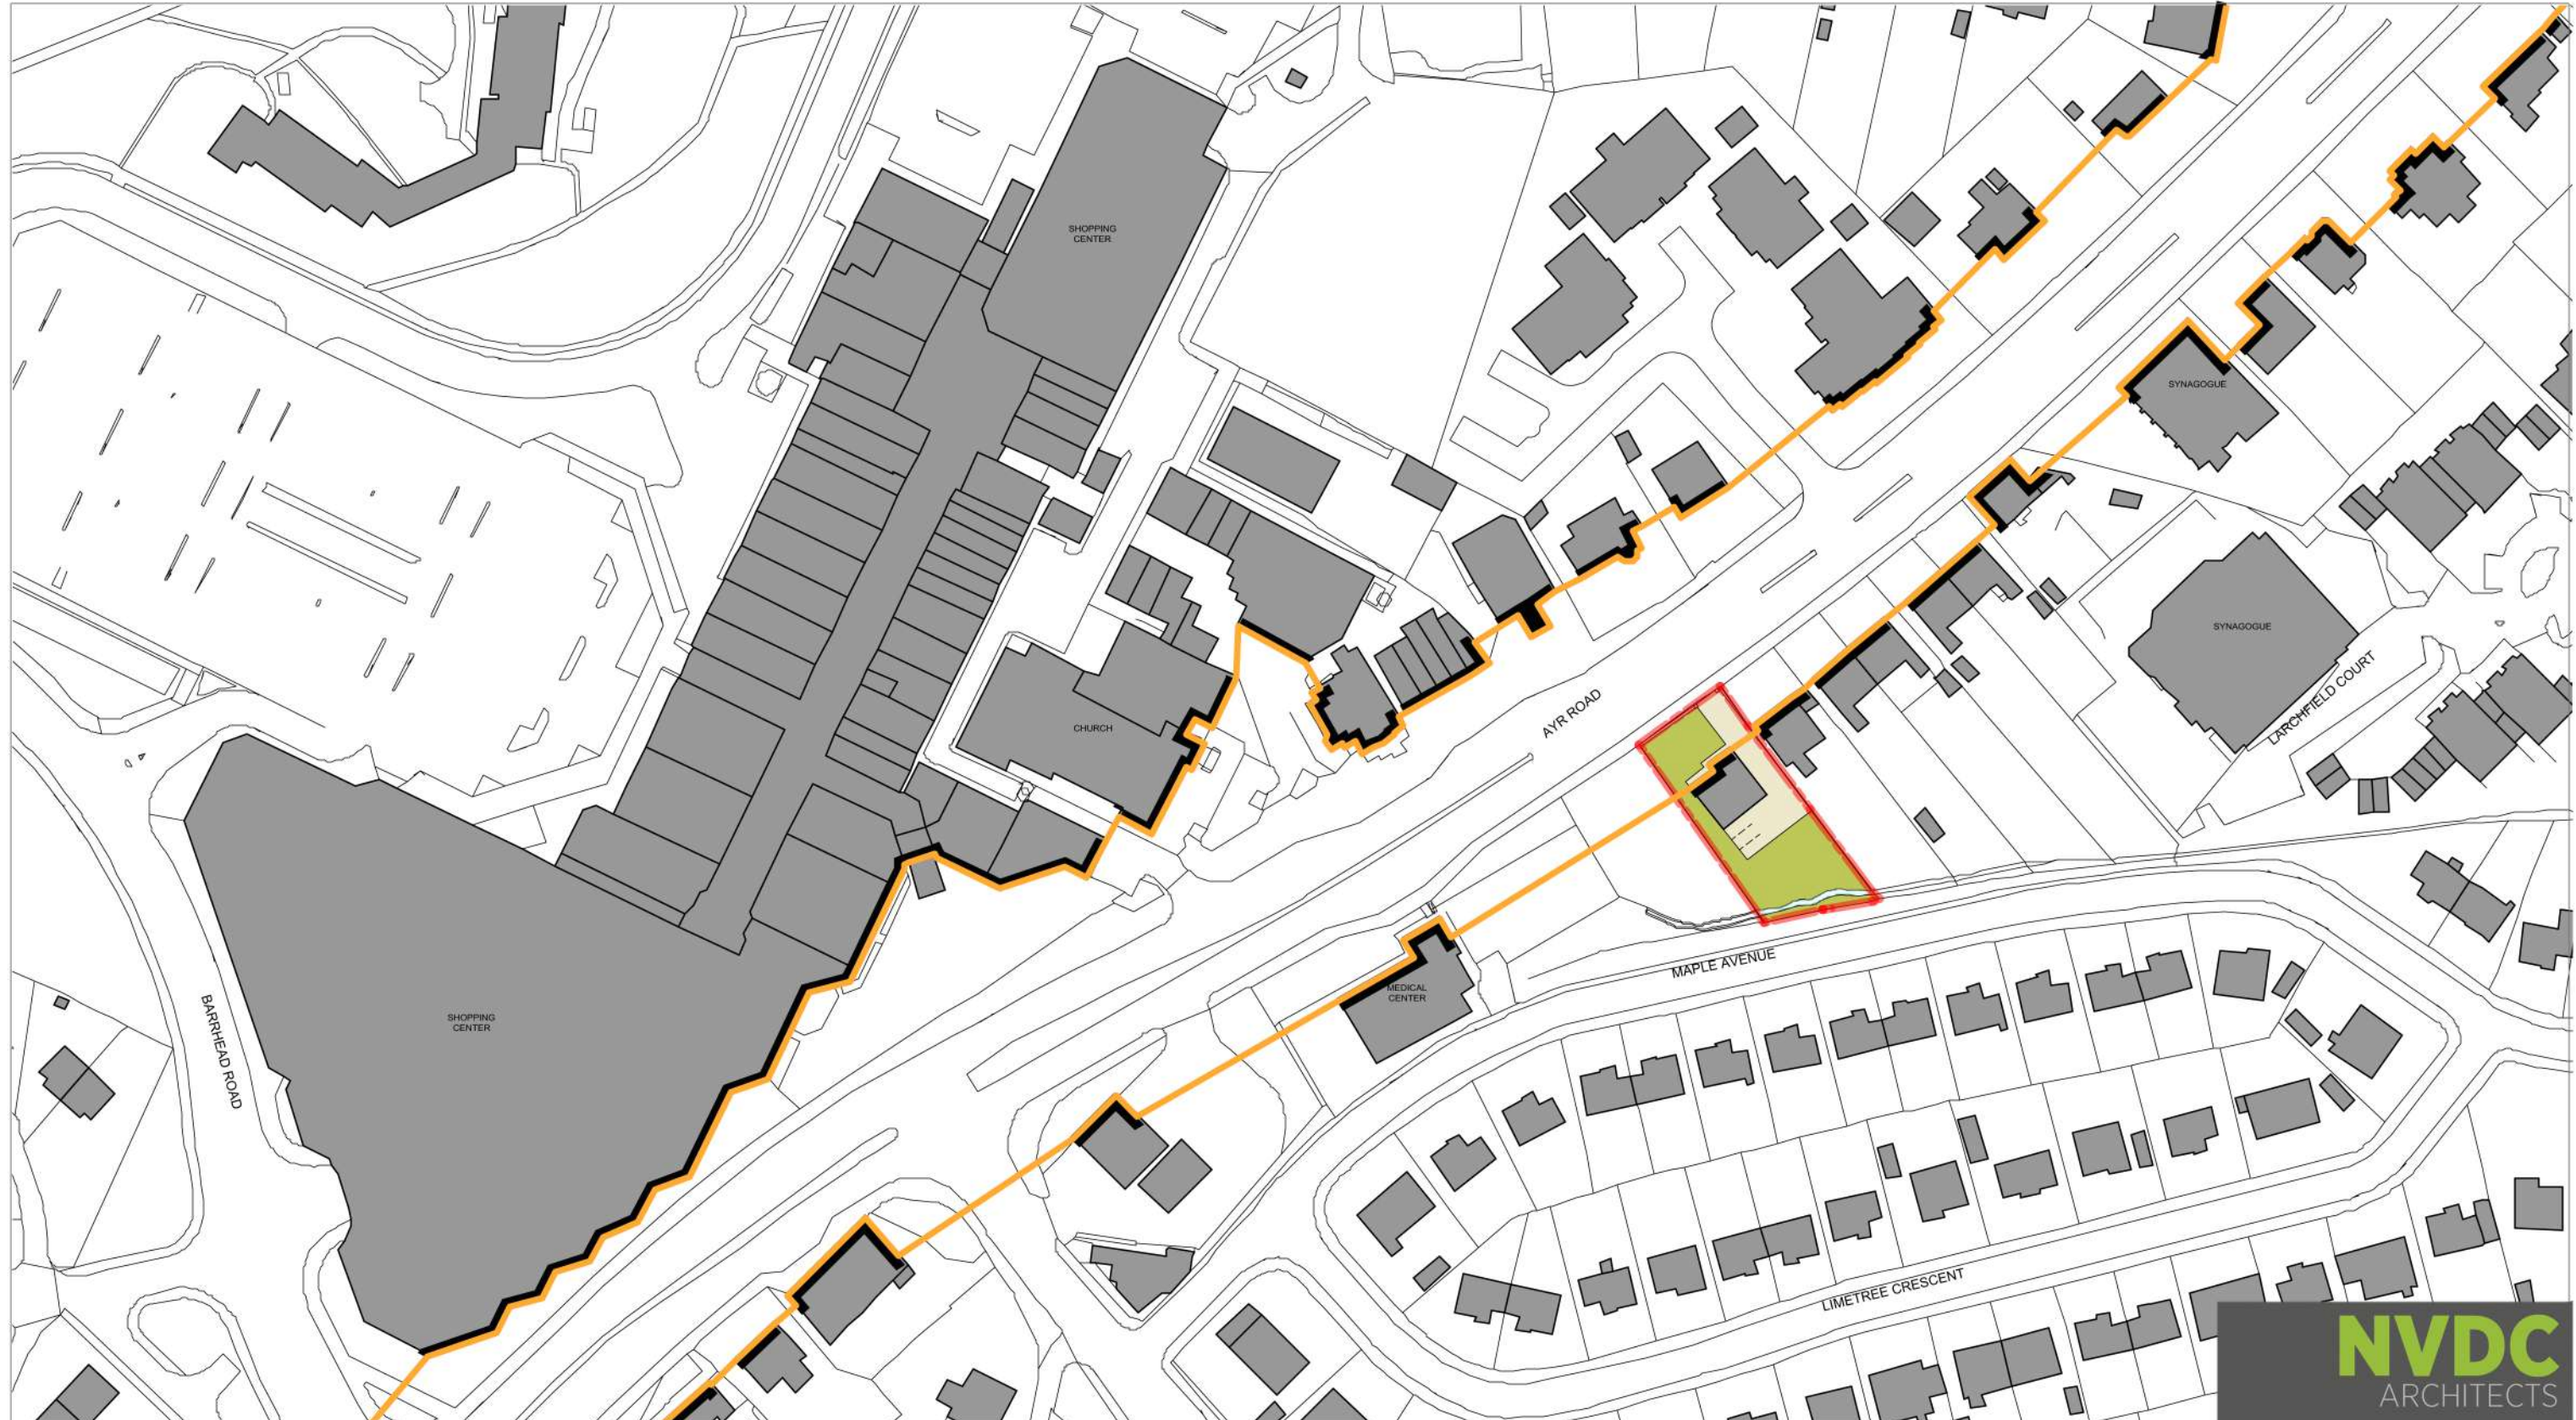 SHOPPING
CENTER
SYNAGOGUE
SYNAGOGUE
LARCHFIELD COURT
AYR ROAD
CHURCH
MAPLE AVENUE
MEDICAL
CENTER
BARRHEAD ROAD
SHOPPING
CENTER
LIMETREE CRESCENT
NVDC
ARCHITECTS